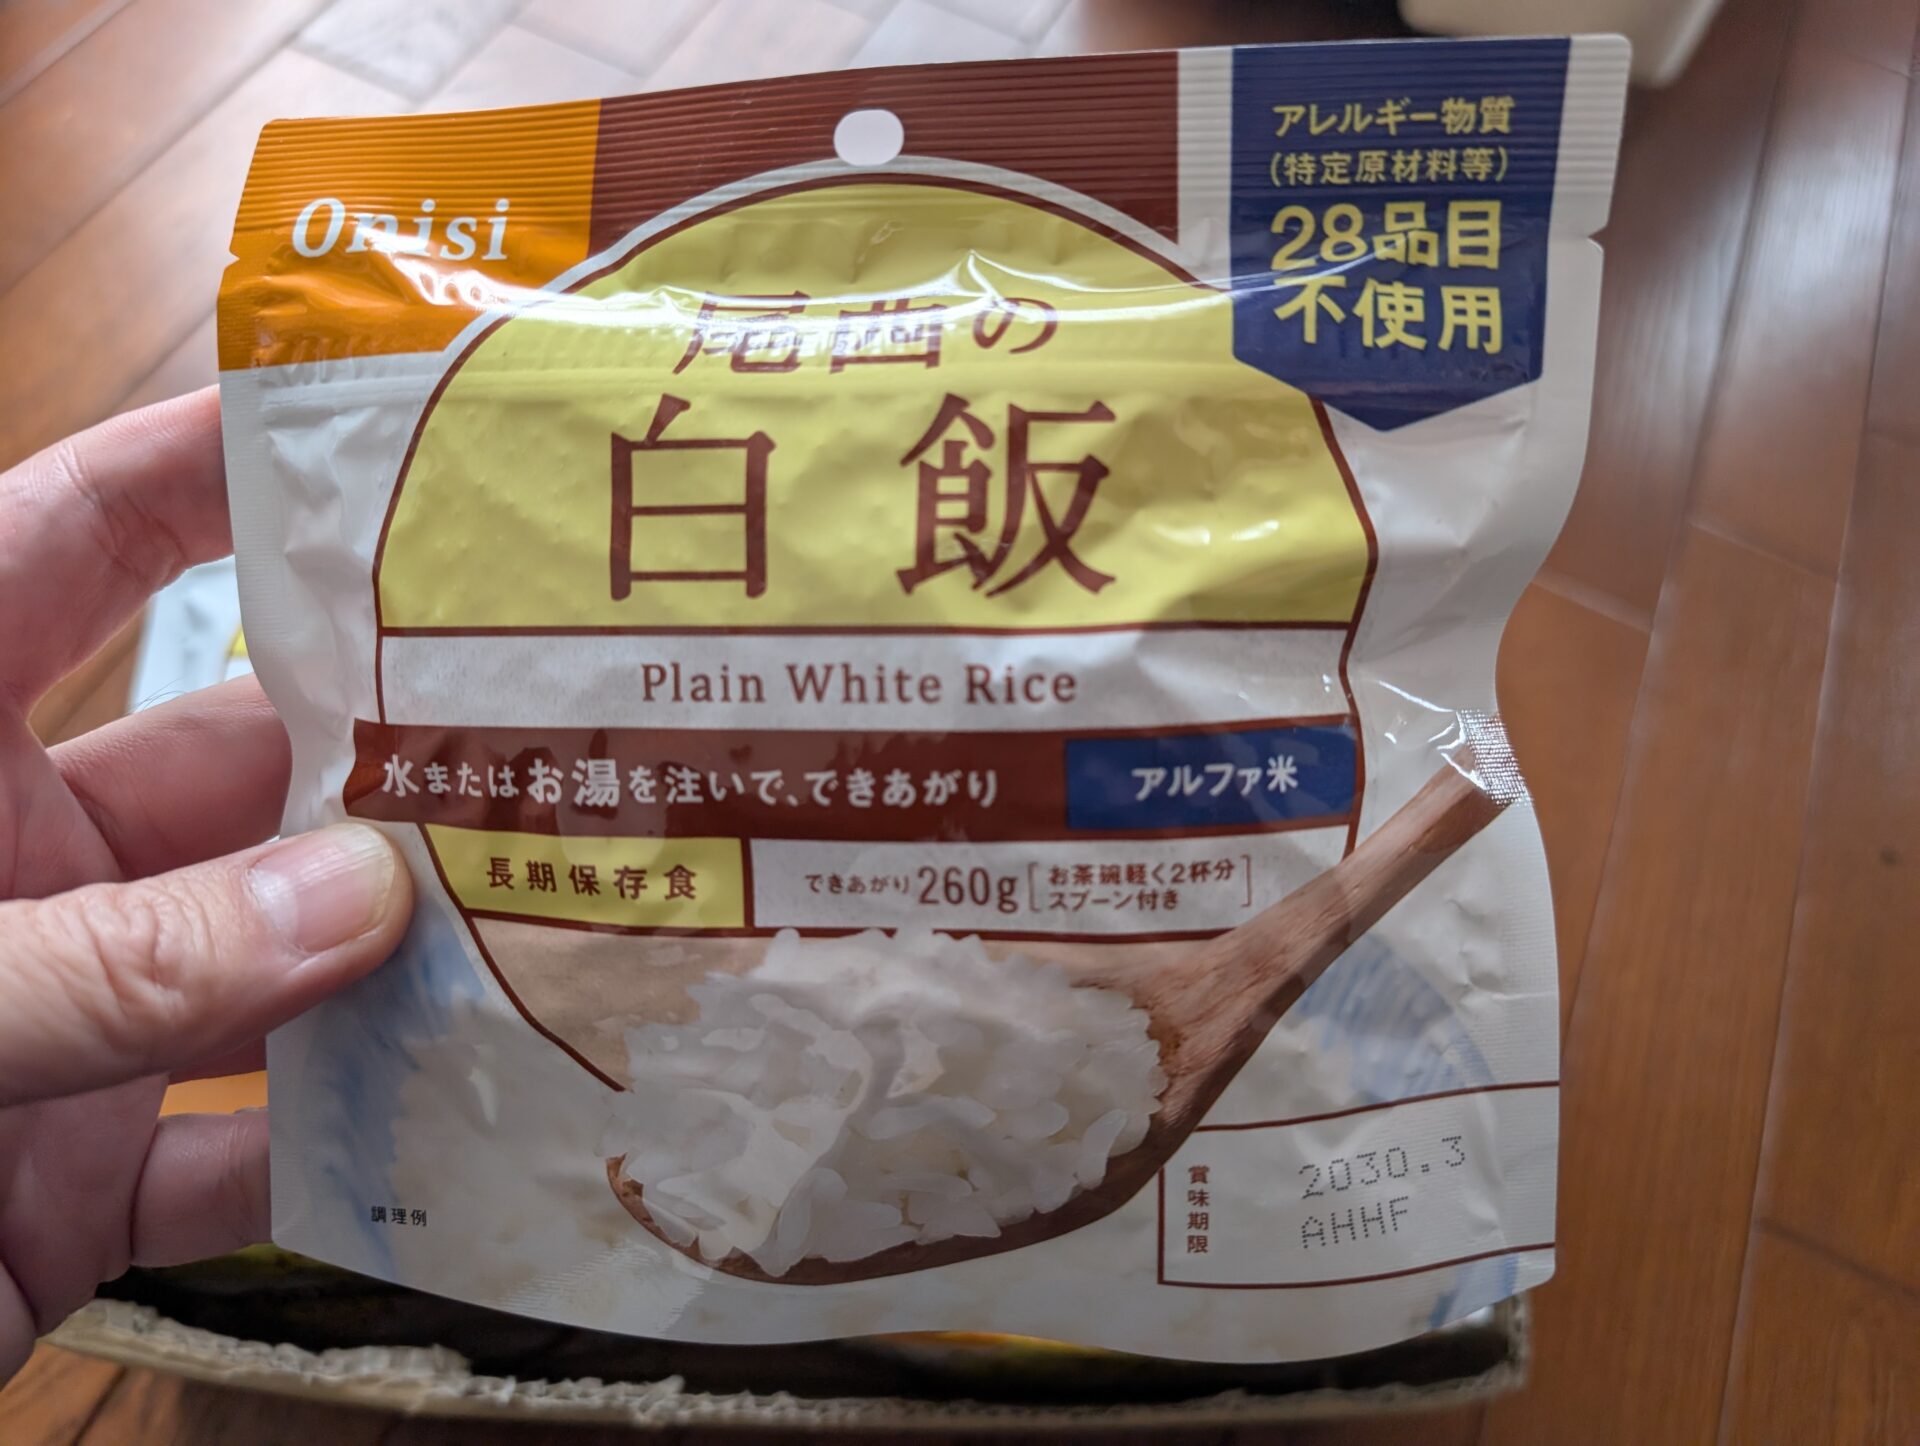 Onisi
アレルギー物質
(特定原材料等)
28品目
不使用
尾西の
白飯
Plain White Rice
水またはお湯を注いで、できあがり
アルファ米
長期保存食
できあがり260g
お茶碗軽く2杯分
スプーン付き
調理例
賞味期限
2030.3
AHHF